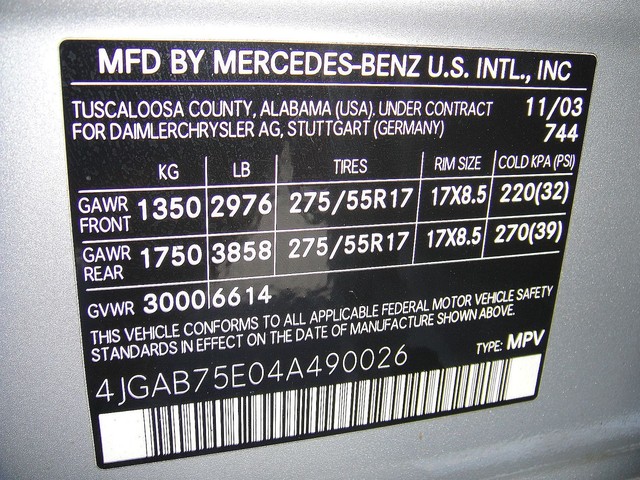 MFD BY MERCEDES-BENZ U.S. INTL., INC
TUSCALOOSA COUNTY, ALABAMA (USA), UNDER CONTRACT 11/03
FOR DAIMLERCHRYSLER AG, STUTTGART (GERMANY) 744
KG LB TIRES RIM SIZE COLD KPA (PSI)
GAWR FRONT 1350 2976 275/55R17 17X8.5 220(32)
GAWR REAR 1750 3858 275/55R17 17X8.5 270(39)
GVWR 3000 6614
THIS VEHICLE CONFORMS TO ALL APPLICABLE FEDERAL MOTOR VEHICLE SAFETY
STANDARDS IN EFFECT ON THE DATE OF MANUFACTURE SHOWN ABOVE.
4JGAB75E04A490026 TYPE: MPV